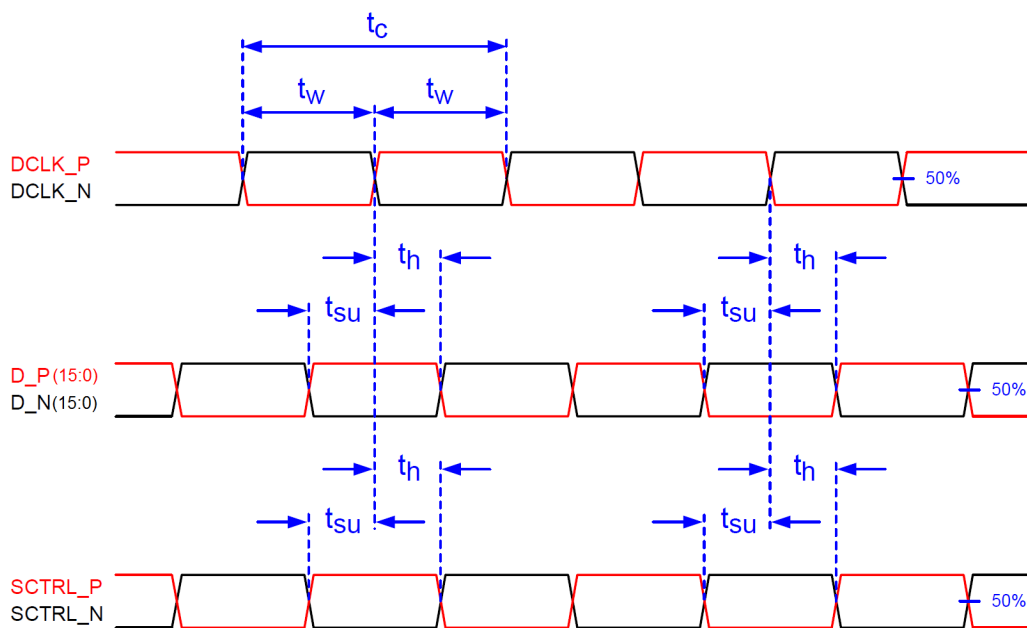 tc
tw tw
DCLK_P
DCLK_N
50%
th th
tsu tsu
D_P(15:0)
D_N(15:0)
50%
th th
tsu tsu
SCTRL_P
SCTRL_N
50%